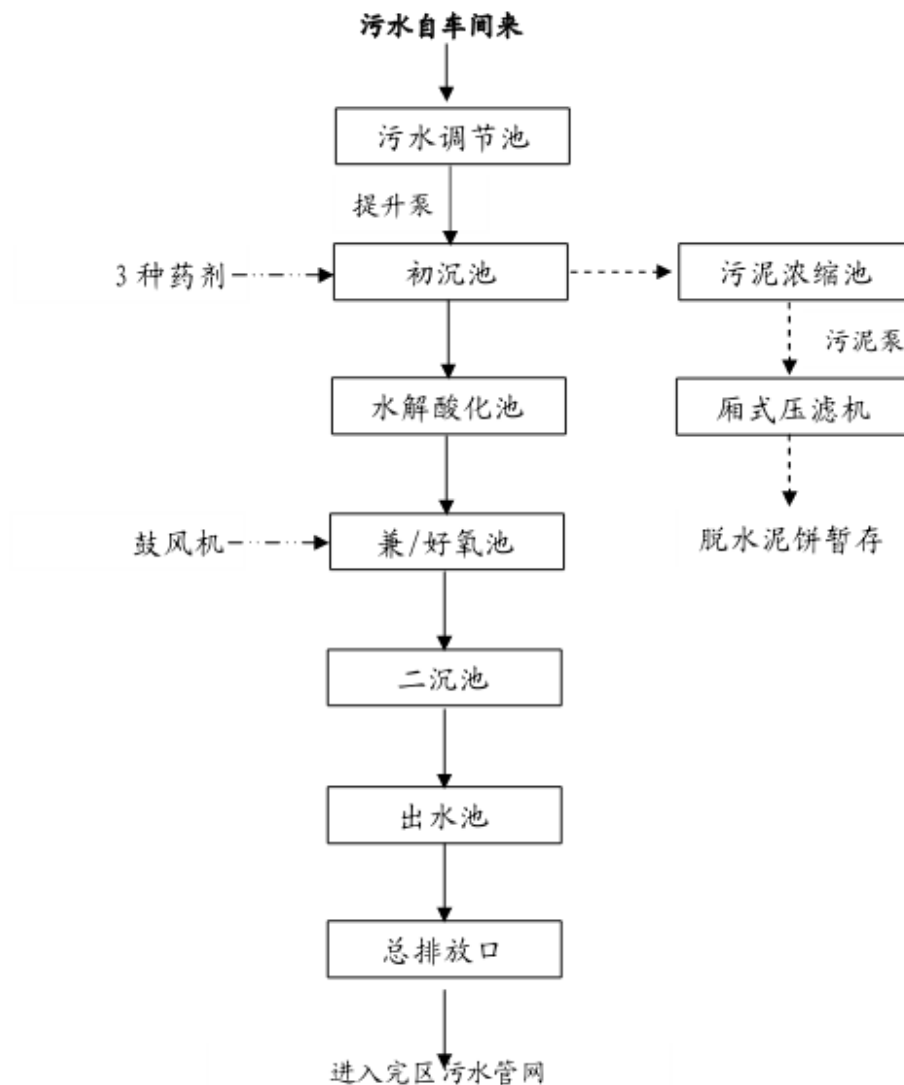 污水自车间来
污水调节池
提升泵
3 种药剂
初沉池
污泥浓缩池
污泥泵
水解酸化池
厢式压滤机
鼓风机
兼/好氧池
脱水泥饼暂存
二沉池
出水池
总排放口
进入完区污水管网